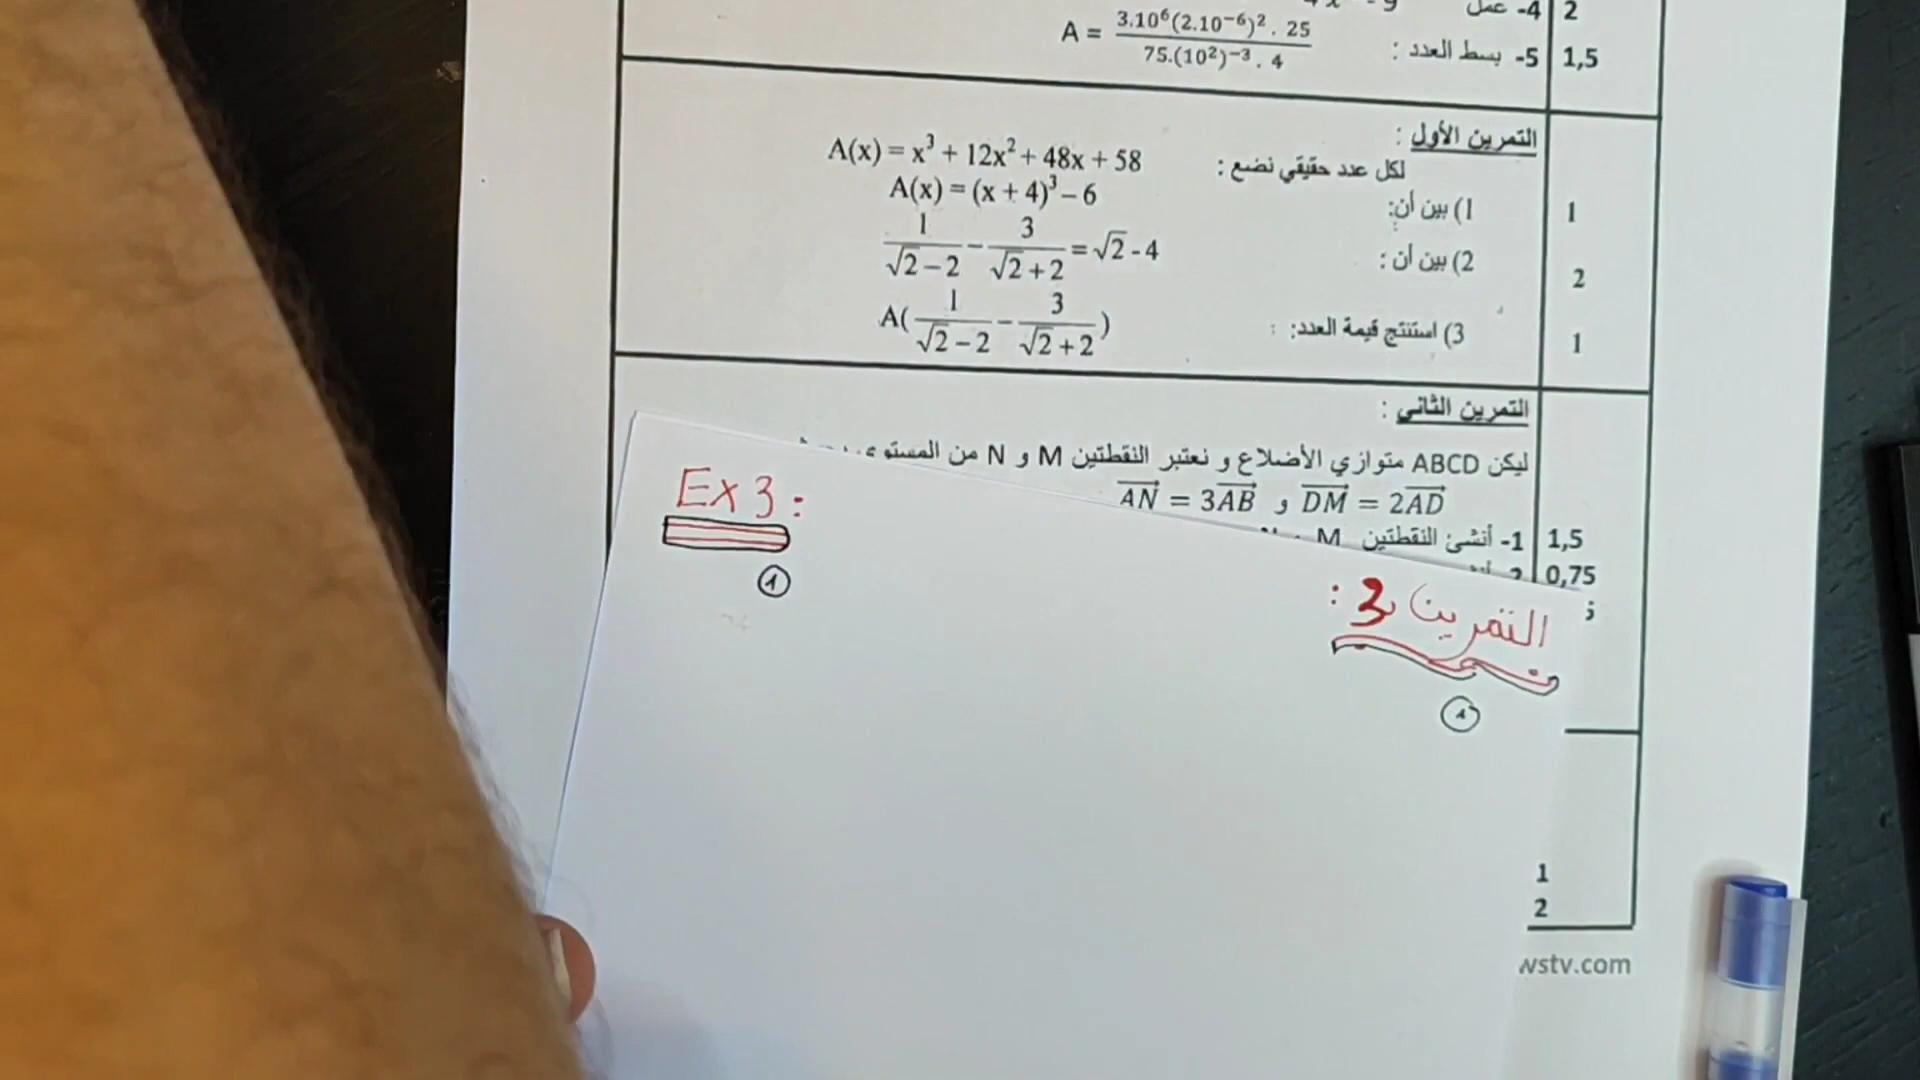 4- عمل 2
5- بسط العدد : A = 3.10⁶(2.10⁻⁶)² . 25 / 75.(10²)⁻³ . 4 1,5
التمرين الأول :
لكل عدد حقيقي نضع : A(x) = x³ + 12x² + 48x + 58
1) بين أن: A(x) = (x + 4)³ – 6 1
2) بين أن : 1/(√2 – 2) – 3/(√2 + 2) = √2 - 4 2
3) استنتج قيمة العدد: : A(1/(√2 – 2) – 3/(√2 + 2)) 1
التمرين الثاني :
ليكن ABCD متوازي الأضلاع و نعتبر النقطتين M و N من المستوى
AN = 3AB و DM = 2AD
1- أنشئ النقطتين M 1,5
2- 0,75
Ex 3 :
①
التمرين 3 :
①
1
2
wstv.com